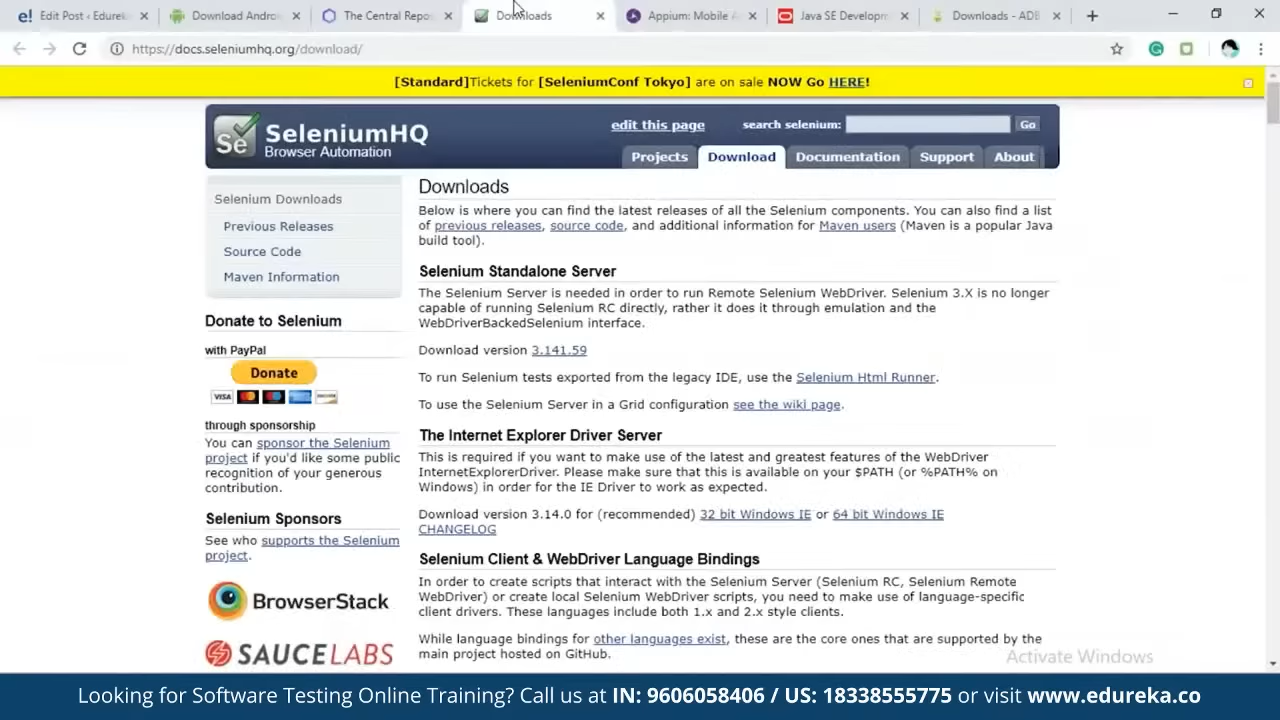 Edit Post ‹ Edurek
Download Andro
The Central Repo
Downloads
Appium: Mobile A
Java SE Developm
Downloads - ADB
https://docs.seleniumhq.org/download/
[Standard]Tickets for [SeleniumConf Tokyo] are on sale NOW Go HERE!
Se
SeleniumHQ
Browser Automation
edit this page
search selenium:
Go
Projects
Download
Documentation
Support
About
Selenium Downloads
Previous Releases
Source Code
Maven Information
Donate to Selenium
with PayPal
Donate
VISA
through sponsorship
You can sponsor the Selenium
project if you'd like some public
recognition of your generous
contribution.
Selenium Sponsors
See who supports the Selenium
project.
BrowserStack
SAUCELABS
Downloads
Below is where you can find the latest releases of all the Selenium components. You can also find a list
of previous releases, source code, and additional information for Maven users (Maven is a popular Java
build tool).
Selenium Standalone Server
The Selenium Server is needed in order to run Remote Selenium WebDriver. Selenium 3.X is no longer
capable of running Selenium RC directly, rather it does it through emulation and the
WebDriverBackedSelenium interface.
Download version 3.141.59
To run Selenium tests exported from the legacy IDE, use the Selenium Html Runner.
To use the Selenium Server in a Grid configuration see the wiki page.
The Internet Explorer Driver Server
This is required if you want to make use of the latest and greatest features of the WebDriver
InternetExplorerDriver. Please make sure that this is available on your $PATH (or %PATH% on
Windows) in order for the IE Driver to work as expected.
Download version 3.14.0 for (recommended) 32 bit Windows IE or 64 bit Windows IE
CHANGELOG
Selenium Client & WebDriver Language Bindings
In order to create scripts that interact with the Selenium Server (Selenium RC, Selenium Remote
WebDriver) or create local Selenium WebDriver scripts, you need to make use of language-specific
client drivers. These languages include both 1.x and 2.x style clients.
While language bindings for other languages exist, these are the core ones that are supported by the
main project hosted on GitHub.
Activate Windows
Looking for Software Testing Online Training? Call us at IN: 9606058406 / US: 18338555775 or visit www.edureka.co